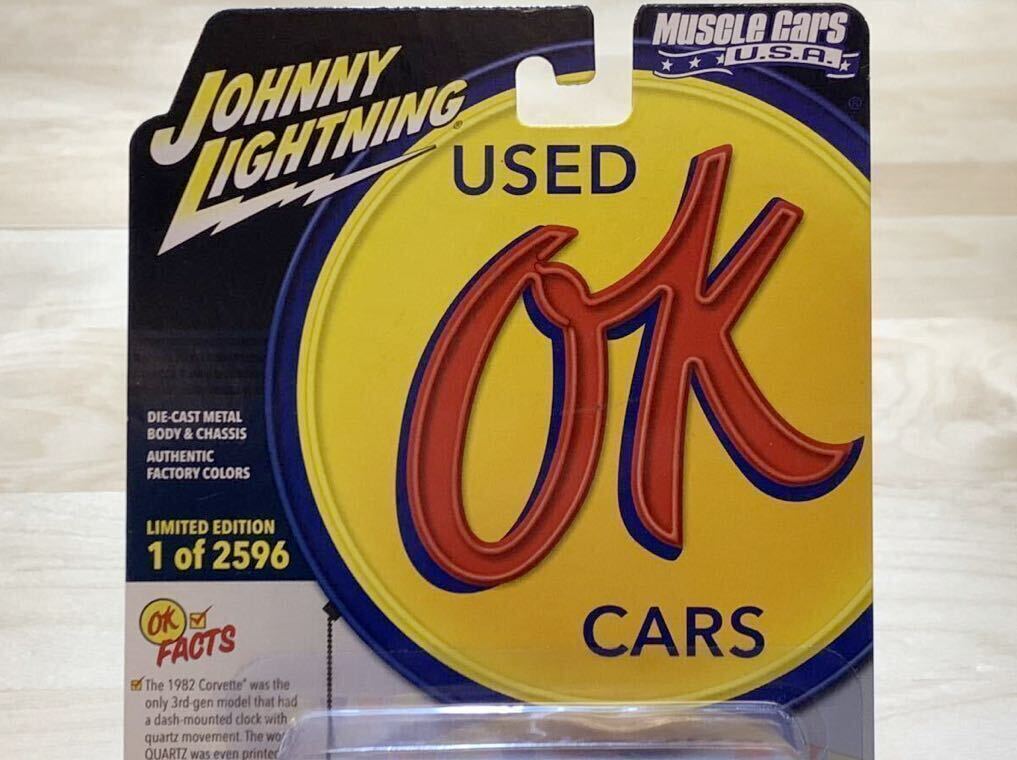 JOHNNY
LIGHTNING®
Muscle Cars
U.S.A.
®
USED
OK
CARS
DIE-CAST METAL
BODY & CHASSIS
AUTHENTIC
FACTORY COLORS
LIMITED EDITION
1 of 2596
OK
FACTS
The 1982 Corvette® was the
only 3rd-gen model that had
a dash-mounted clock with
quartz movement. The
QUARTZ was even